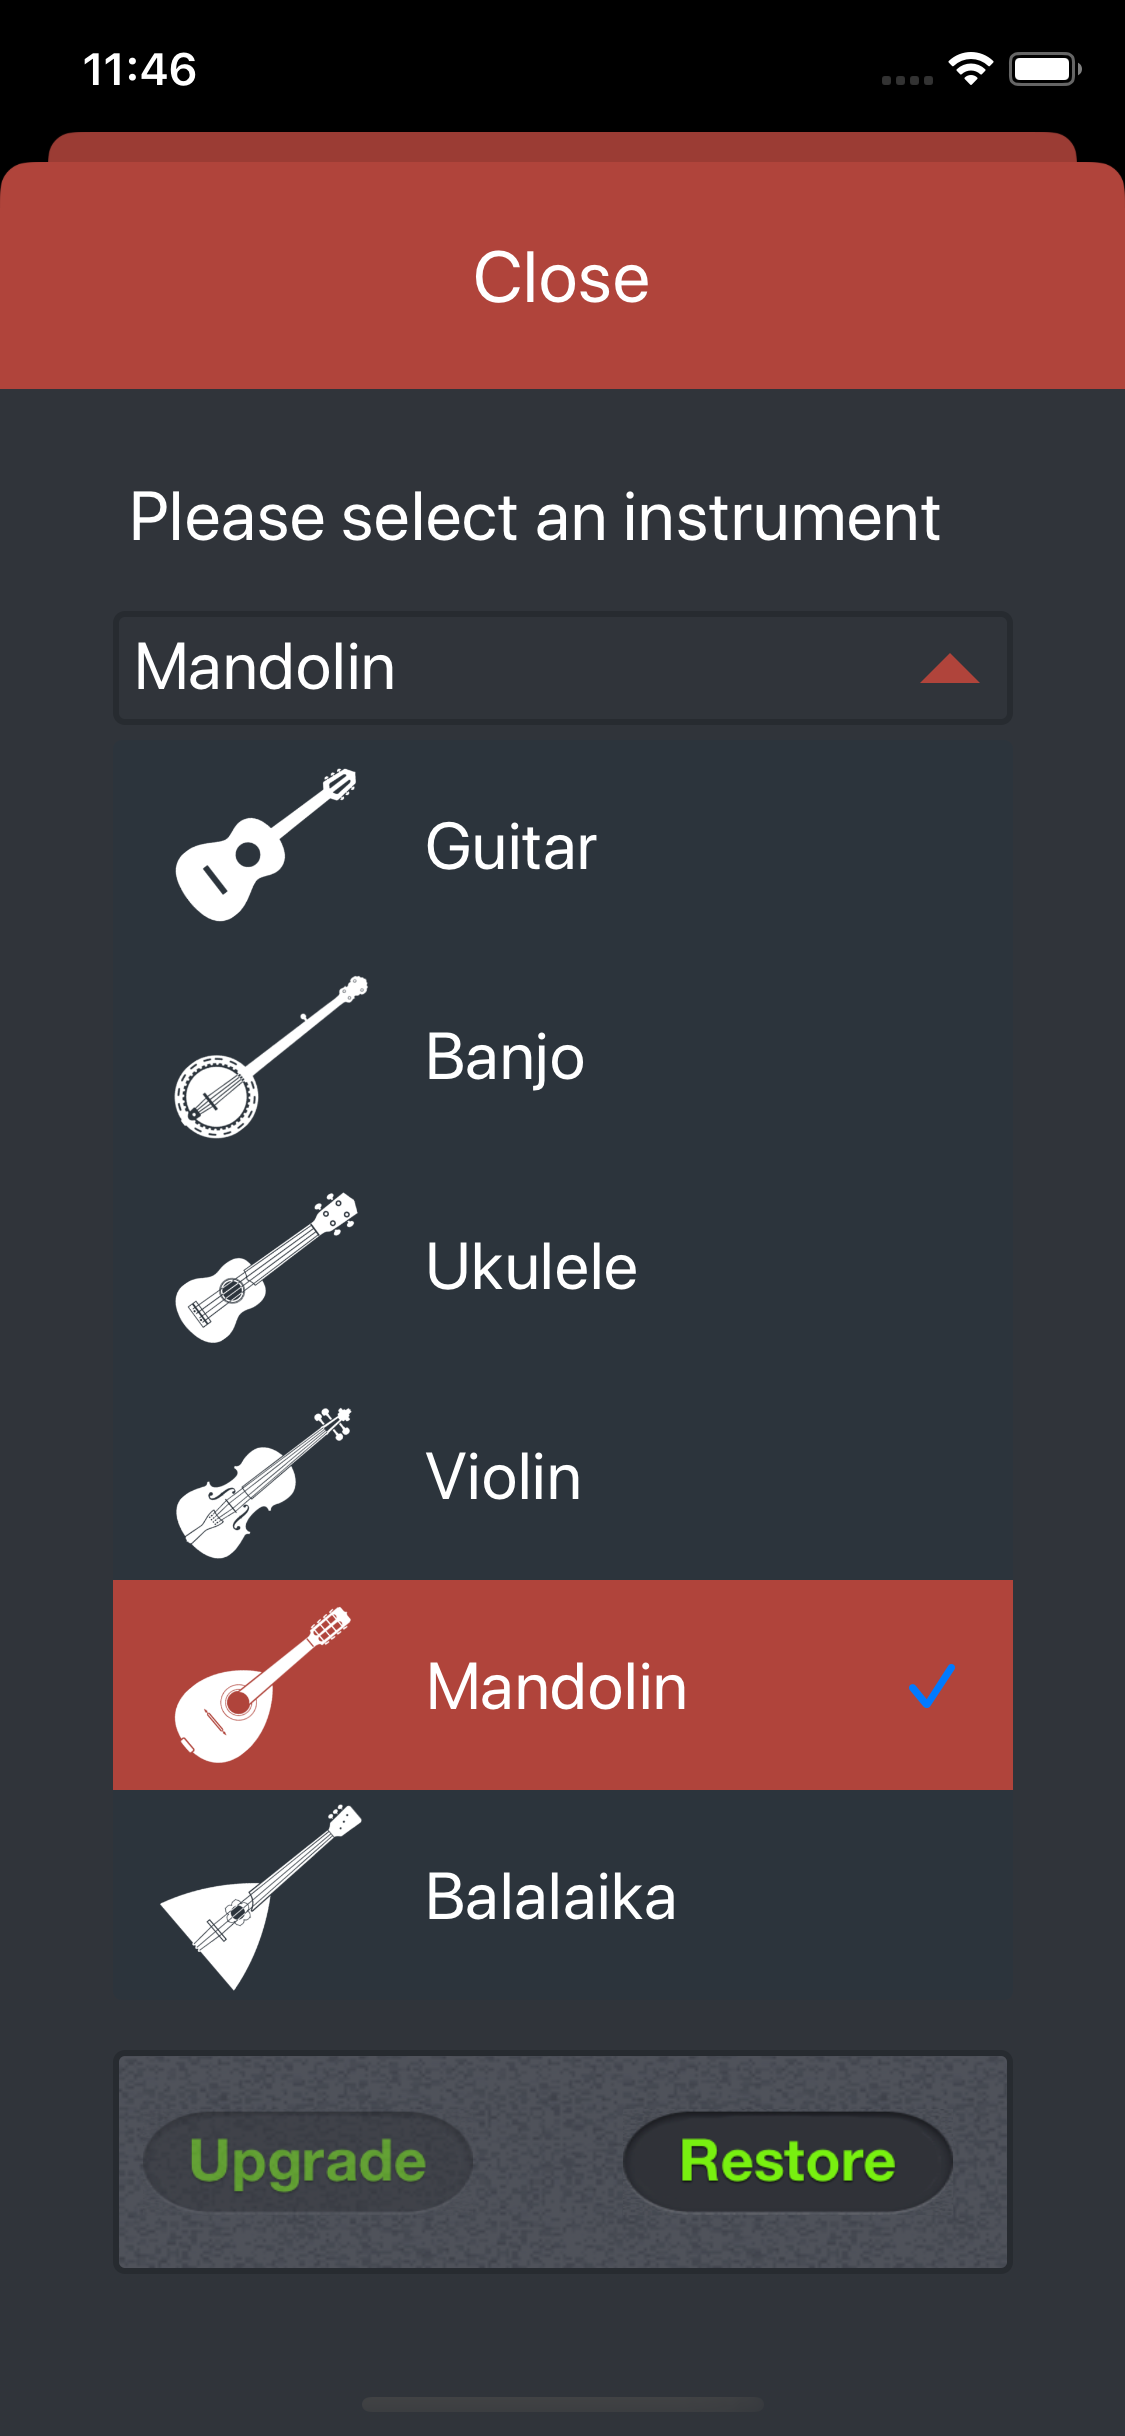 11:46
Close
Please select an instrument
Mandolin
Guitar
Banjo
Ukulele
Violin
Mandolin
Balalaika
Upgrade Restore